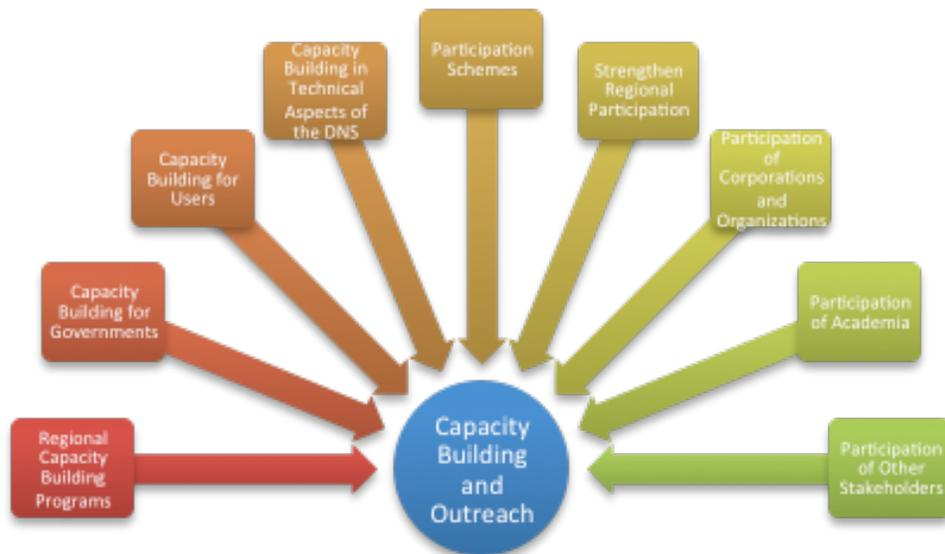 Regional
Capacity
Building
Programs
Capacity
Building for
Governments
Capacity
Building for
Users
Capacity
Building in
Technical
Aspects of
the DNS
Participation
Schemes
Strengthen
Regional
Participation
Participation
of
Corporations
and
Organizations
Participation
of Academia
Participation
of Other
Stakeholders
Capacity
Building
and
Outreach